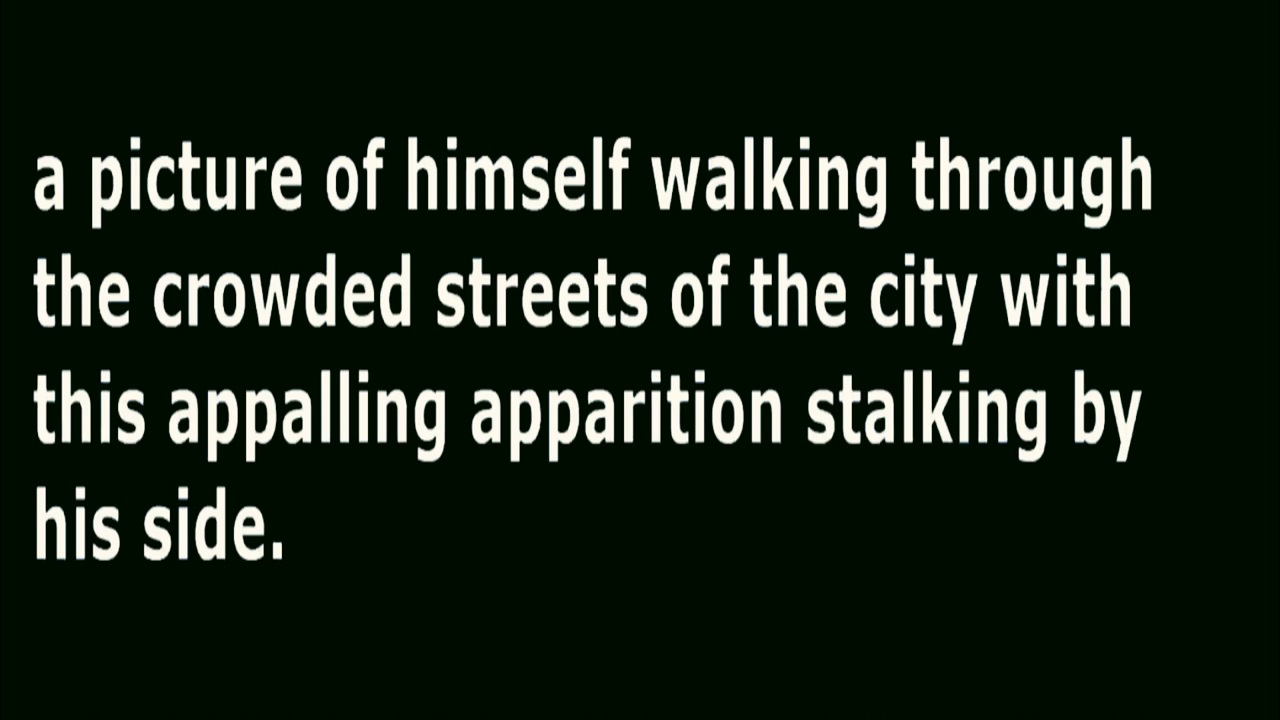 a picture of himself walking through
the crowded streets of the city with
this appalling apparition stalking by
his side.